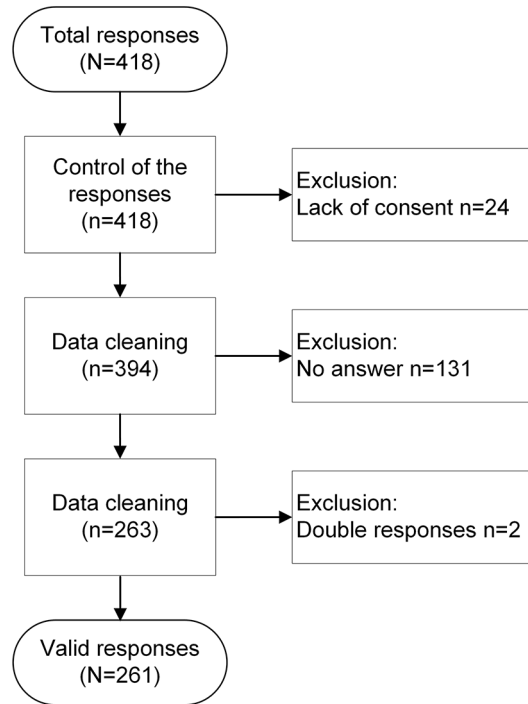 Total responses
(N=418)
Control of the
responses
(n=418)
Exclusion:
Lack of consent n=24
Data cleaning
(n=394)
Exclusion:
No answer n=131
Data cleaning
(n=263)
Exclusion:
Double responses n=2
Valid responses
(N=261)